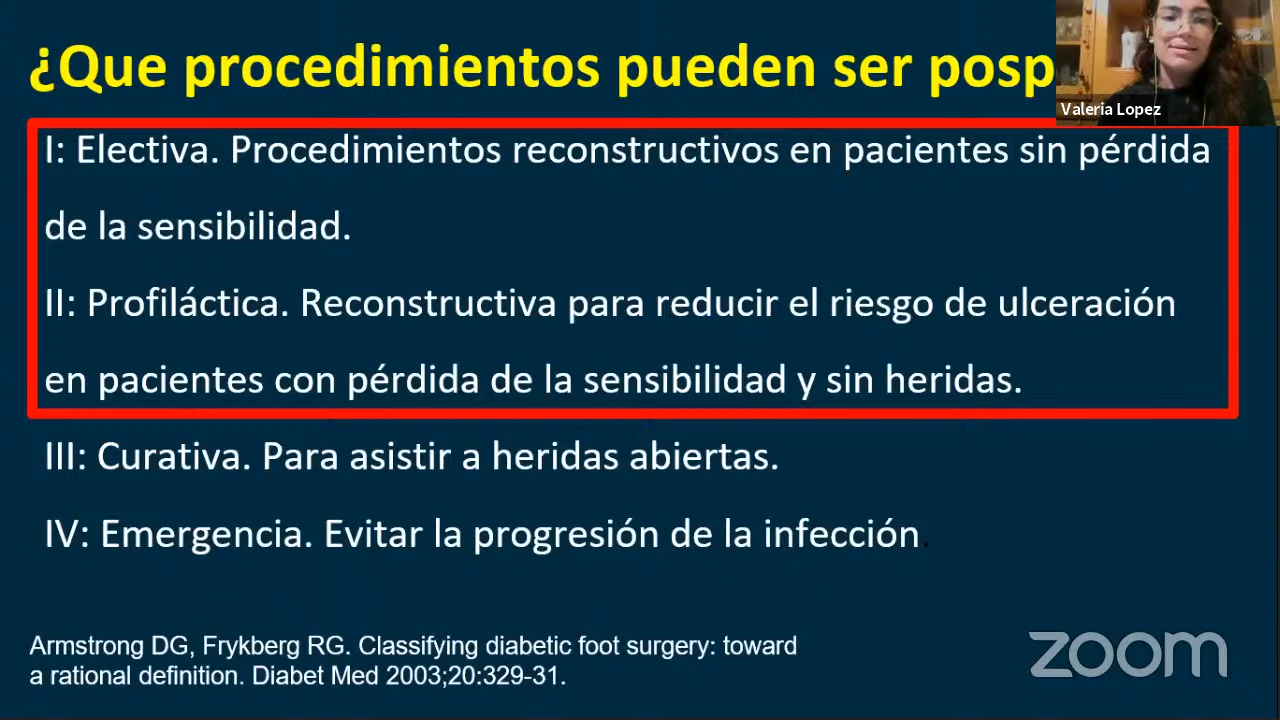 ¿Que procedimientos pueden ser posp
Valeria Lopez
I: Electiva. Procedimientos reconstructivos en pacientes sin pérdida
de la sensibilidad.
II: Profiláctica. Reconstructiva para reducir el riesgo de ulceración
en pacientes con pérdida de la sensibilidad y sin heridas.
III: Curativa. Para asistir a heridas abiertas.
IV: Emergencia. Evitar la progresión de la infección.
Armstrong DG, Frykberg RG. Classifying diabetic foot surgery: toward
a rational definition. Diabet Med 2003;20:329-31.
zoom